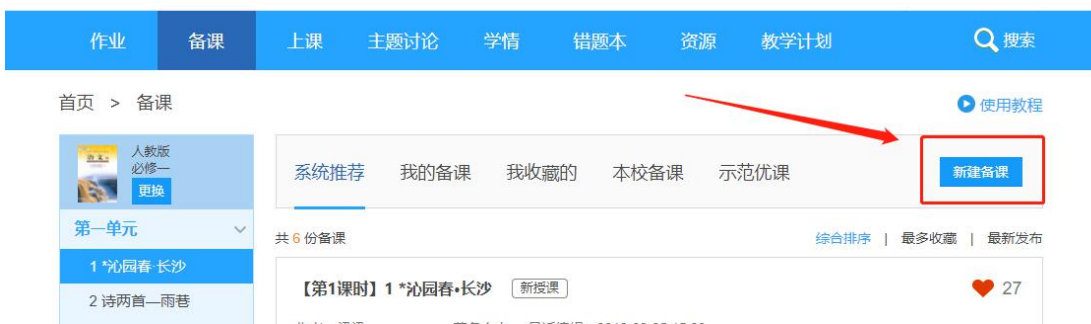 作业 备课 上课 主题讨论 学情 错题本 资源 教学计划 搜索
首页 > 备课 使用教程
人教版
必修一
更换
系统推荐 我的备课 我收藏的 本校备课 示范优课 新建备课
第一单元
共 6 份备课 综合排序 | 最多收藏 | 最新发布
1 *沁园春·长沙
【第1课时】1 *沁园春•长沙 新授课 27
2 诗两首—雨巷